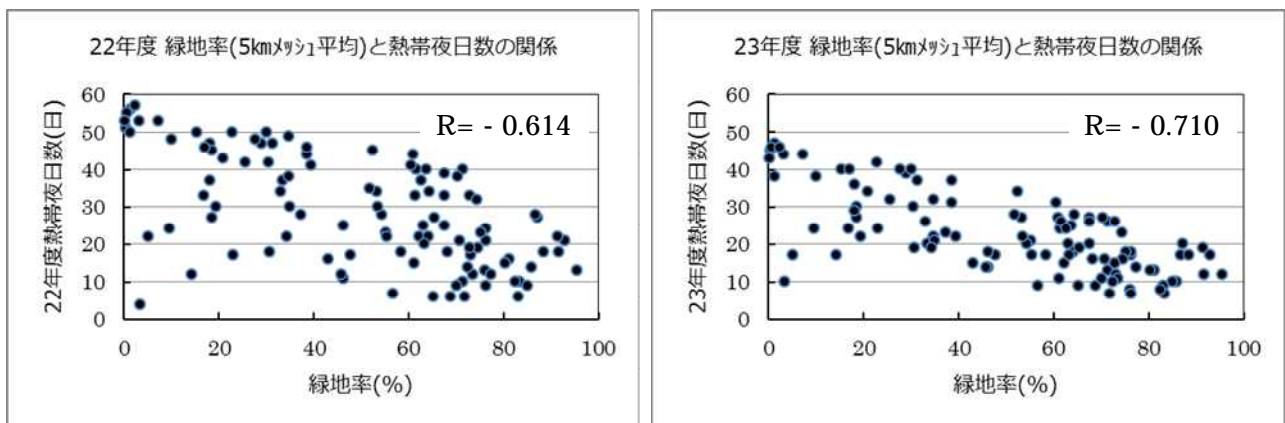 22年度 緑地率(5kmメッシュ平均)と熱帯夜日数の関係
22年度熱帯夜日数(日)
60
50
40
30
20
10
0
R= - 0.614
0 20 40 60 80 100
緑地率(%)
23年度 緑地率(5kmメッシュ平均)と熱帯夜日数の関係
23年度熱帯夜日数(日)
60
50
40
30
20
10
0
R= - 0.710
0 20 40 60 80 100
緑地率(%)